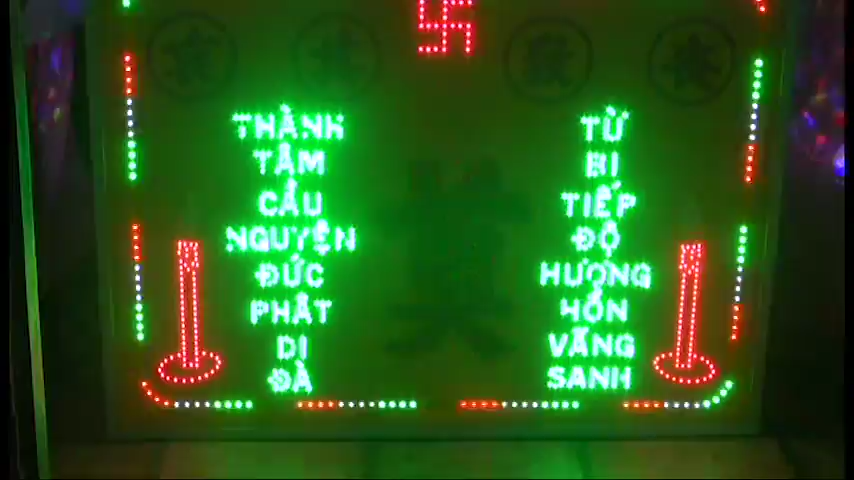 THÀNH
TÂM
CẦU
NGUYỆN
ĐỨC
PHẬT
DI
ĐÀ
TỪ
BI
TIẾP
ĐỘ
HƯƠNG
HỒN
VÃNG
SANH